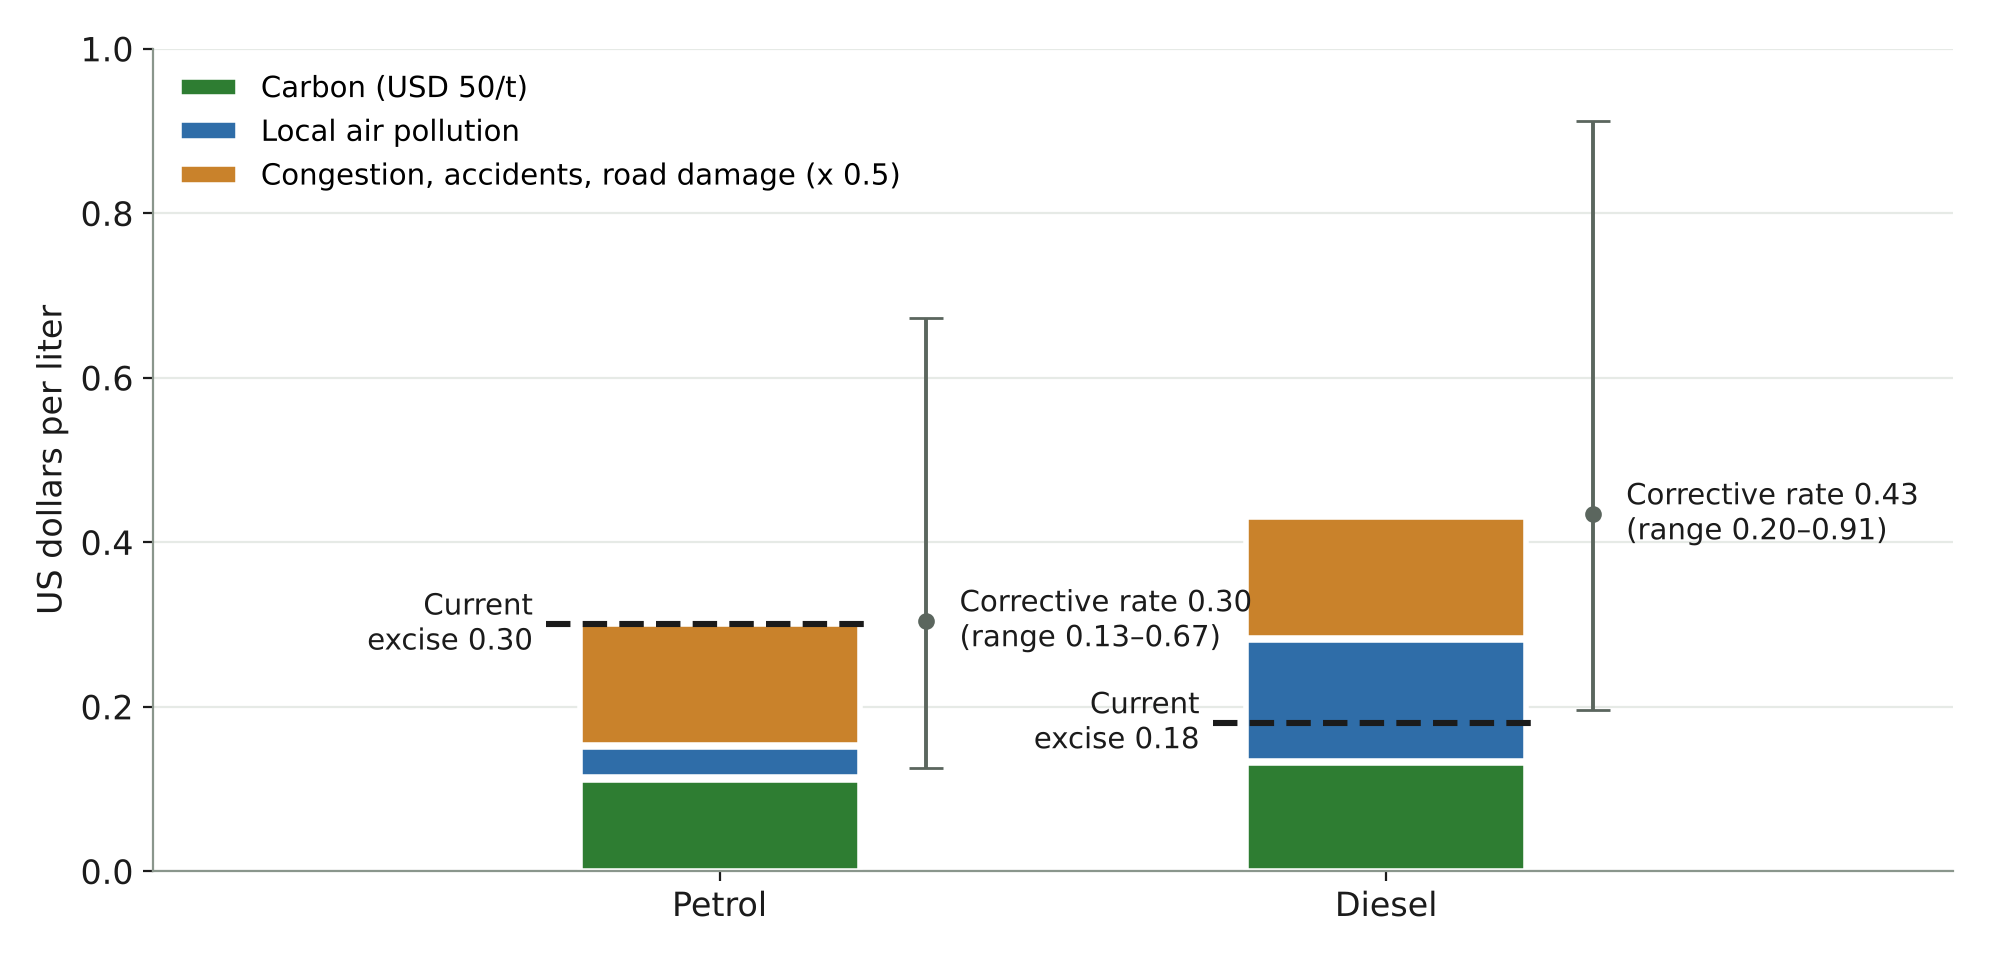 1.0
0.8
0.6
0.4
0.2
0.0
US dollars per liter
Carbon (USD 50/t)
Local air pollution
Congestion, accidents, road damage (x 0.5)
Current
excise 0.30
Corrective rate 0.30
(range 0.13–0.67)
Current
excise 0.18
Corrective rate 0.43
(range 0.20–0.91)
Petrol
Diesel